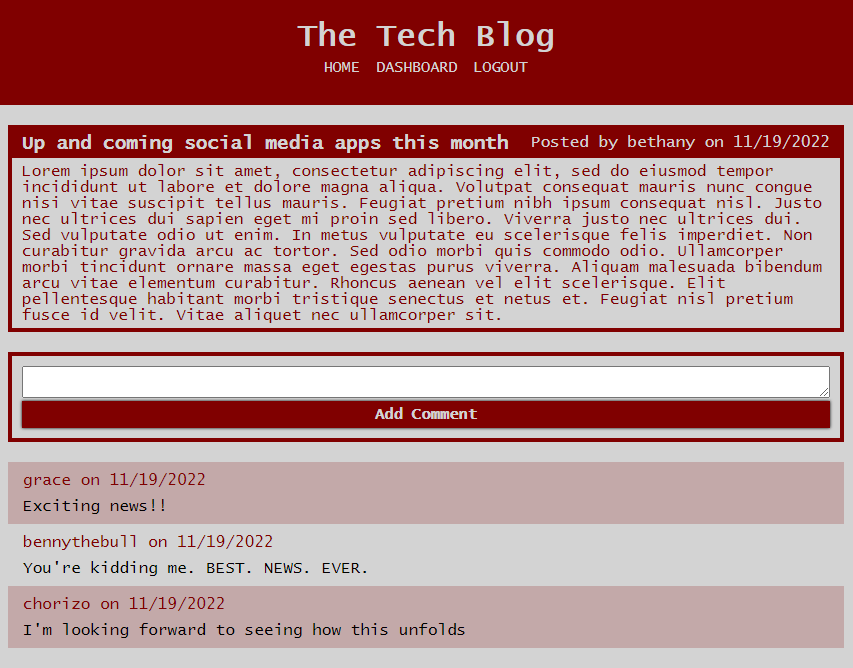 The Tech Blog
HOME DASHBOARD LOGOUT
Up and coming social media apps this month Posted by bethany on 11/19/2022
Lorem ipsum dolor sit amet, consectetur adipiscing elit, sed do eiusmod tempor
incididunt ut labore et dolore magna aliqua. Volutpat consequat mauris nunc congue
nisi vitae suscipit tellus mauris. Feugiat pretium nibh ipsum consequat nisl. Justo
nec ultrices dui sapien eget mi proin sed libero. Viverra justo nec ultrices dui.
Sed vulputate odio ut enim. In metus vulputate eu scelerisque felis imperdiet. Non
curabitur gravida arcu ac tortor. Sed odio morbi quis commodo odio. Ullamcorper
morbi tincidunt ornare massa eget egestas purus viverra. Aliquam malesuada bibendum
arcu vitae elementum curabitur. Rhoncus aenean vel elit scelerisque. Elit
pellentesque habitant morbi tristique senectus et netus et. Feugiat nisl pretium
fusce id velit. Vitae aliquet nec ullamcorper sit.
Add Comment
grace on 11/19/2022
Exciting news!!
bennythebull on 11/19/2022
You're kidding me. BEST. NEWS. EVER.
chorizo on 11/19/2022
I'm looking forward to seeing how this unfolds